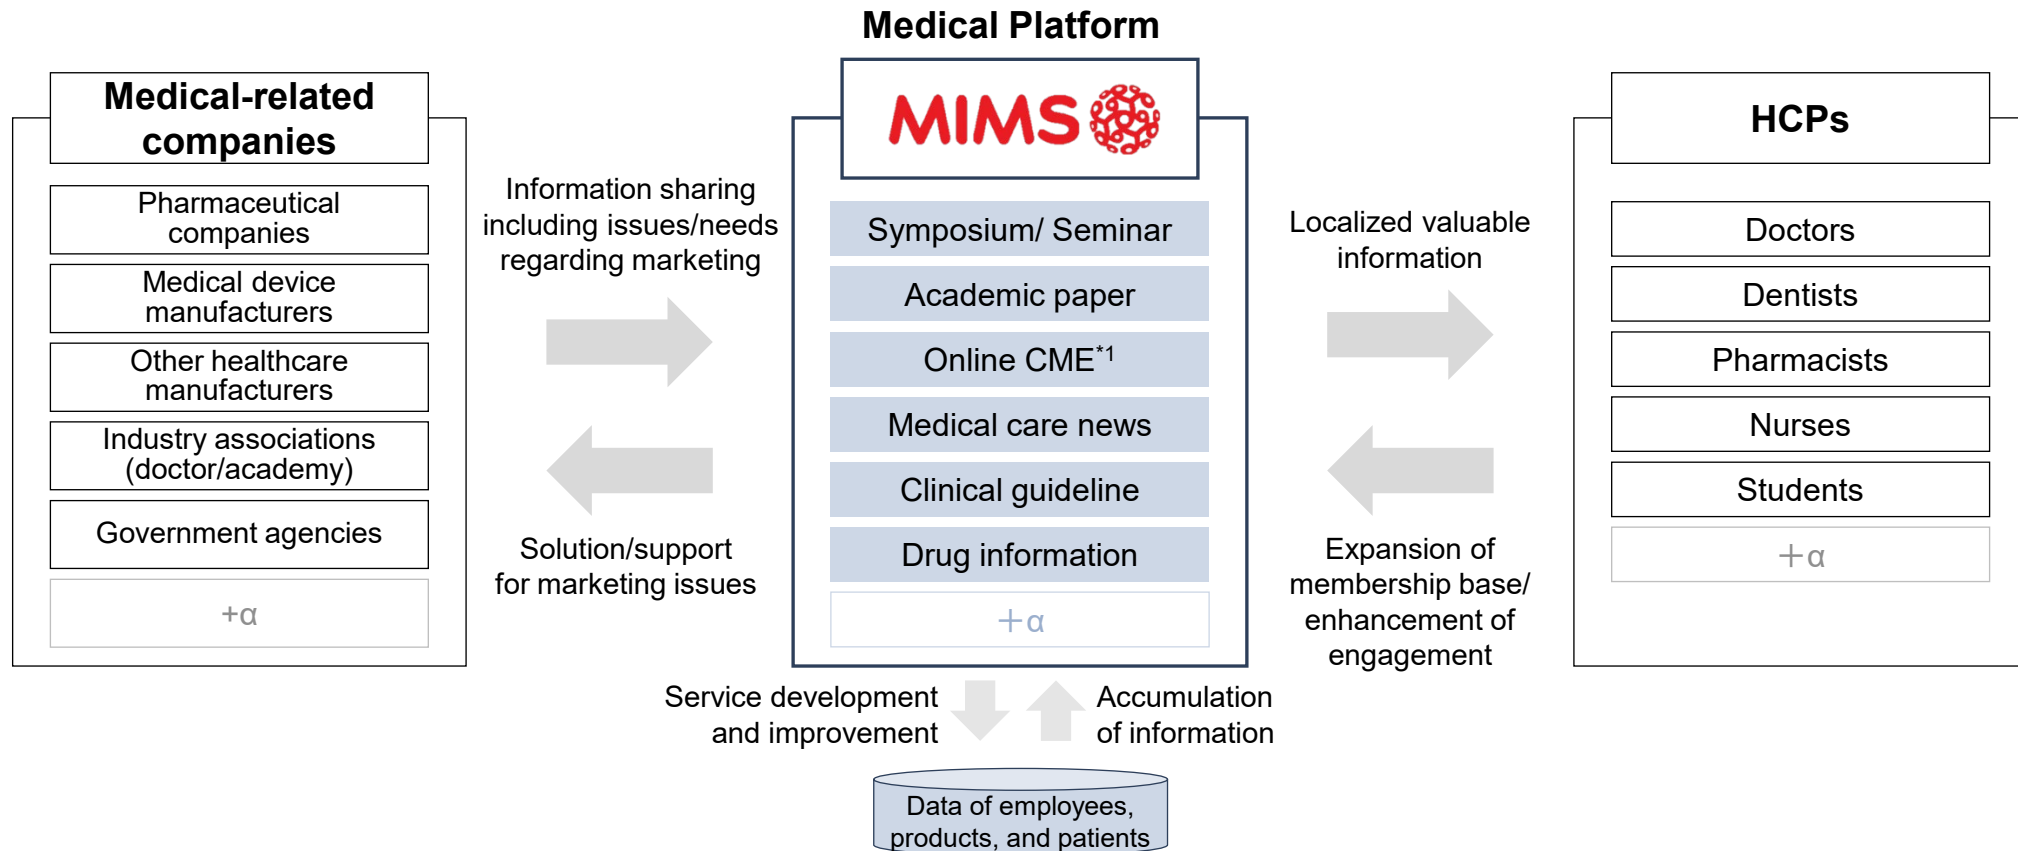 Medical Platform
Medical-related
companies
Pharmaceutical
companies
Medical device
manufacturers
Other healthcare
manufacturers
Industry associations
(doctor/academy)
Government agencies
+α
Information sharing
including issues/needs
regarding marketing
Solution/support
for marketing issues
MIMS
Symposium/ Seminar
Academic paper
Online CME*1
Medical care news
Clinical guideline
Drug information
+α
Localized valuable
information
Expansion of
membership base/
enhancement of
engagement
HCPs
Doctors
Dentists
Pharmacists
Nurses
Students
+α
Service development
and improvement
Accumulation
of information
Data of employees,
products, and patients